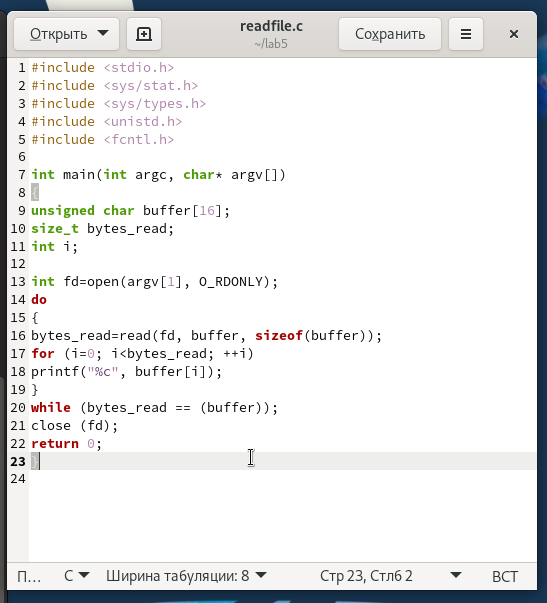 Открыть readfile.c Сохранить
~/lab5
1 #include <stdio.h>
2 #include <sys/stat.h>
3 #include <sys/types.h>
4 #include <unistd.h>
5 #include <fcntl.h>
6
7 int main(int argc, char* argv[])
8 {
9 unsigned char buffer[16];
10 size_t bytes_read;
11 int i;
12
13 int fd=open(argv[1], O_RDONLY);
14 do
15 {
16 bytes_read=read(fd, buffer, sizeof(buffer));
17 for (i=0; i<bytes_read; ++i)
18 printf("%c", buffer[i]);
19 }
20 while (bytes_read == (buffer));
21 close (fd);
22 return 0;
23 }
24
П… C Ширина табуляции: 8 Стр 23, Стлб 2 ВСТ